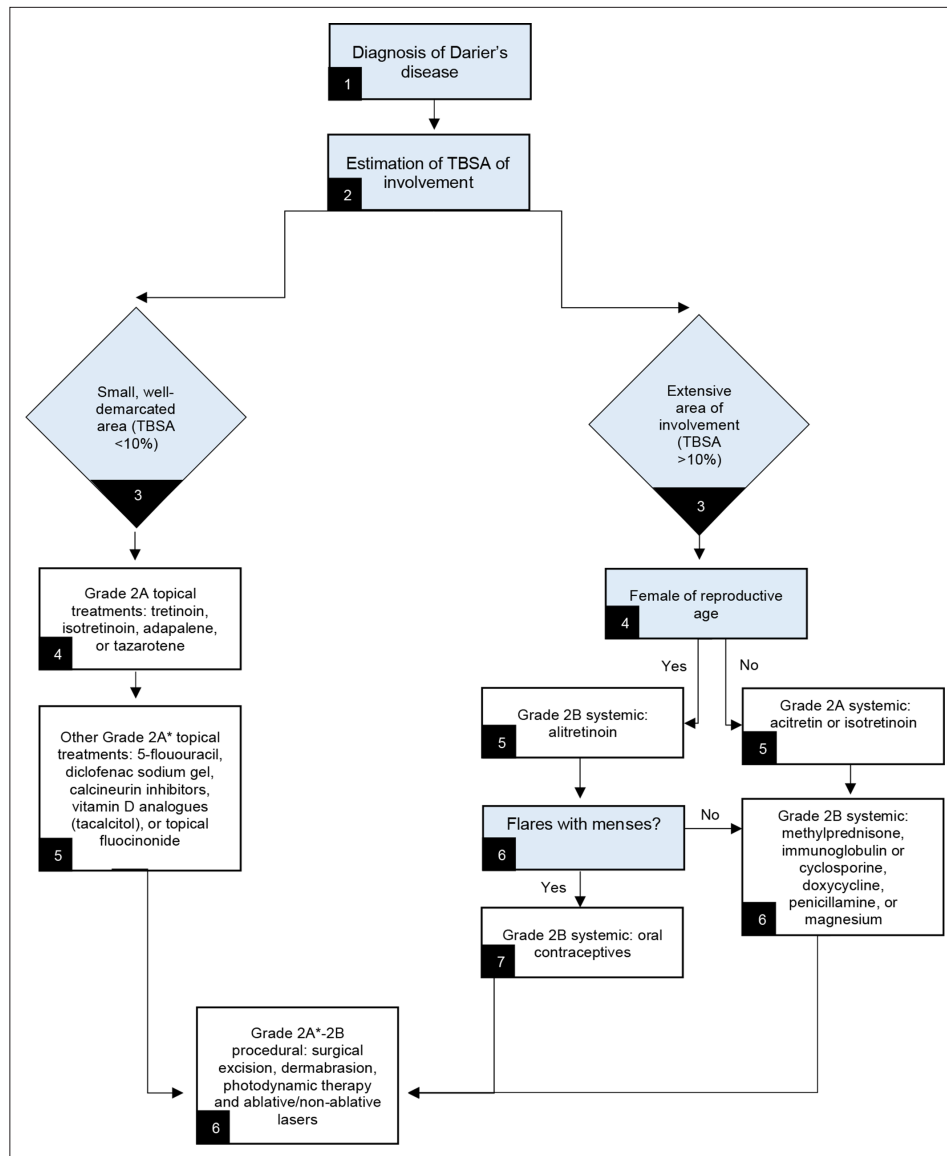 Diagnosis of Darier's
disease
1
Estimation of TBSA of
involvement
2
Small, well-
demarcated
area (TBSA
<10%)
3
Extensive
area of
involvement
(TBSA
>10%)
3
Grade 2A topical
treatments: tretinoin,
isotretinoin, adapalene,
or tazarotene
4
Female of reproductive
age
4
Yes
No
Other Grade 2A* topical
treatments: 5-flououracil,
diclofenac sodium gel,
calcineurin inhibitors,
vitamin D analogues
(tacalcitol), or topical
fluocinonide
5
Grade 2B systemic:
alitretinoin
5
Grade 2A systemic:
acitretin or isotretinoin
5
Flares with menses?
6
No
Yes
Grade 2B systemic:
methylprednisone,
immunoglobulin or
cyclosporine,
doxycycline,
penicillamine, or
magnesium
6
Grade 2B systemic: oral
contraceptives
7
Grade 2A*-2B
procedural: surgical
excision, dermabrasion,
photodynamic therapy
and ablative/non-ablative
lasers
6